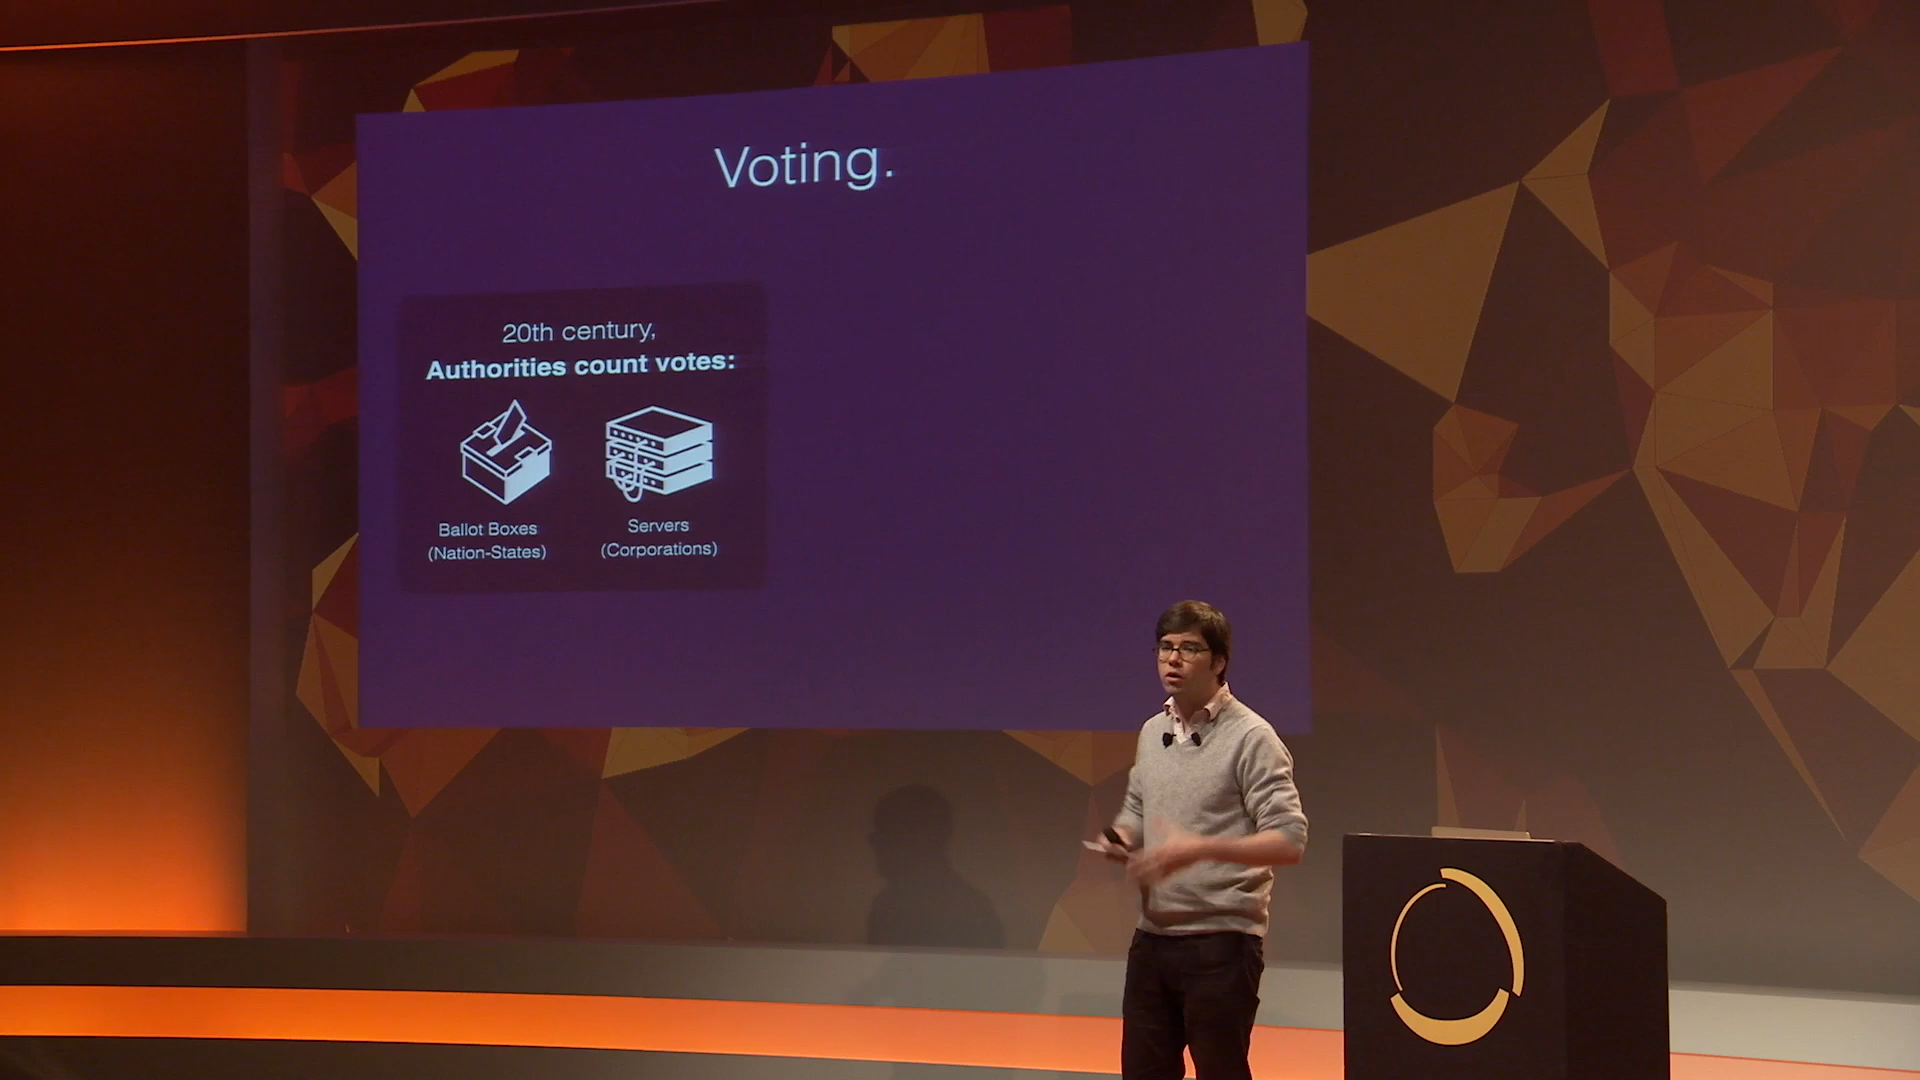 Voting.
20th century,
Authorities count votes:
Ballot Boxes
(Nation-States)
Servers
(Corporations)